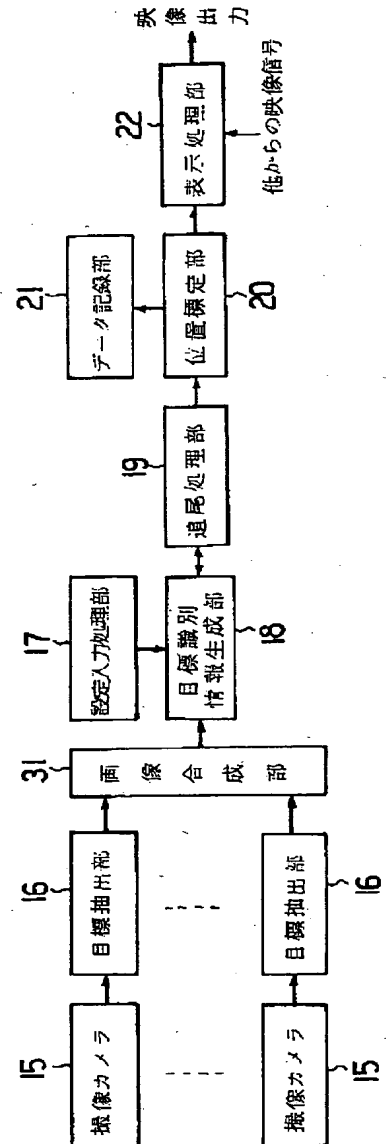 15
撮像カメラ
16
目標抽出部
撮像カメラ
15
目標抽出部
16
31
画像合成部
17
設定入力処理部
目標識別
情報生成部
18
19
追尾処理部
21
データ記録部
位置標定部
20
22
表示処理部
他からの映像信号
映像出力